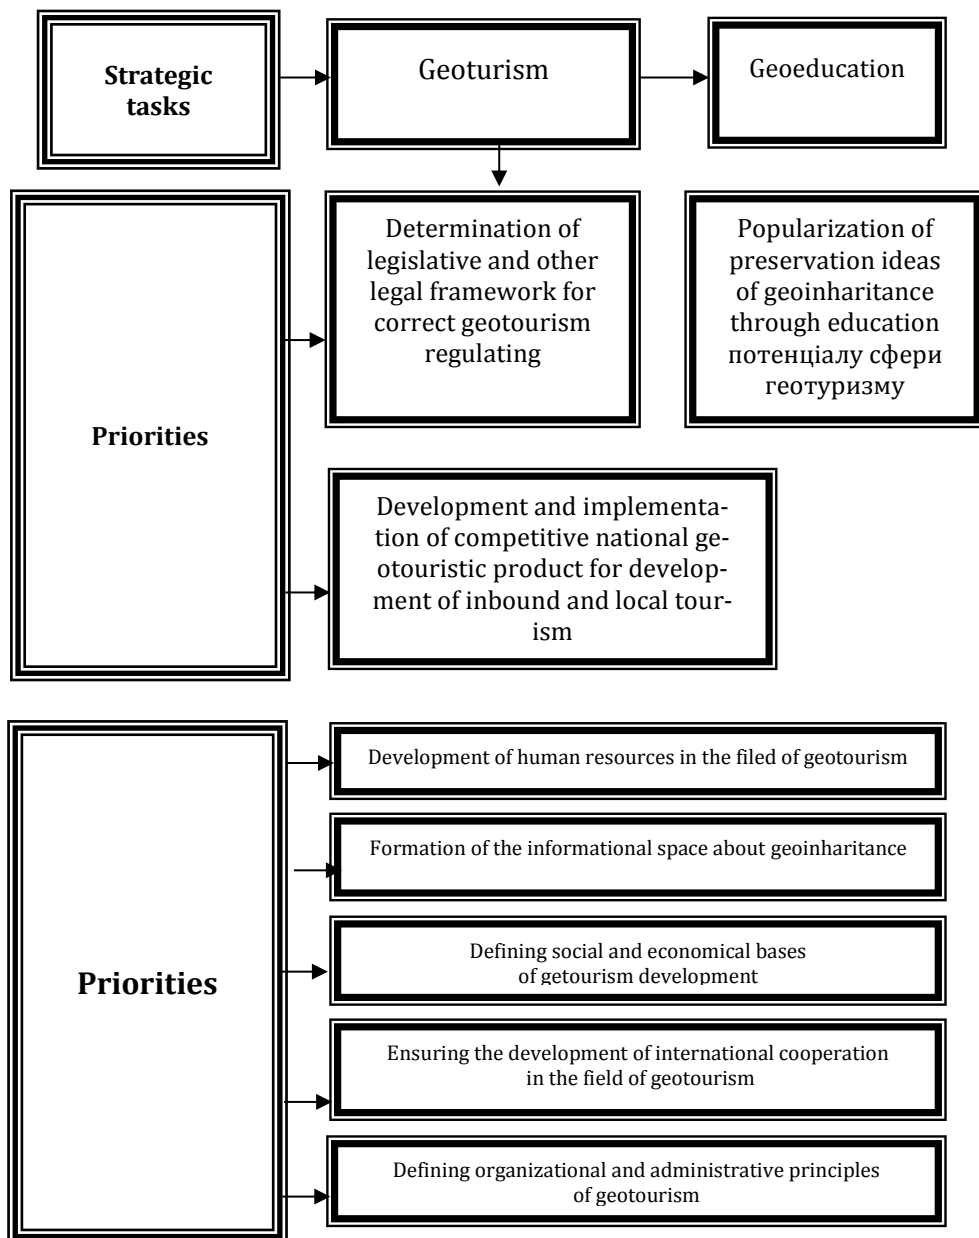 Strategic
tasks
Geoturism
Geoeducation
Determination of
legislative and other
legal framework for
correct geotourism
regulating
Popularization of
preservation ideas
of geoinharitance
through education
потенціалу сфери
геотуризму
Priorities
Development and implementa-
tion of competitive national ge-
otouristic product for develop-
ment of inbound and local tour-
ism
Priorities
Development of human resources in the filed of geotourism
Formation of the informational space about geoinharitance
Defining social and economical bases
of getourism development
Ensuring the development of international cooperation
in the field of geotourism
Defining organizational and administrative principles
of geotourism